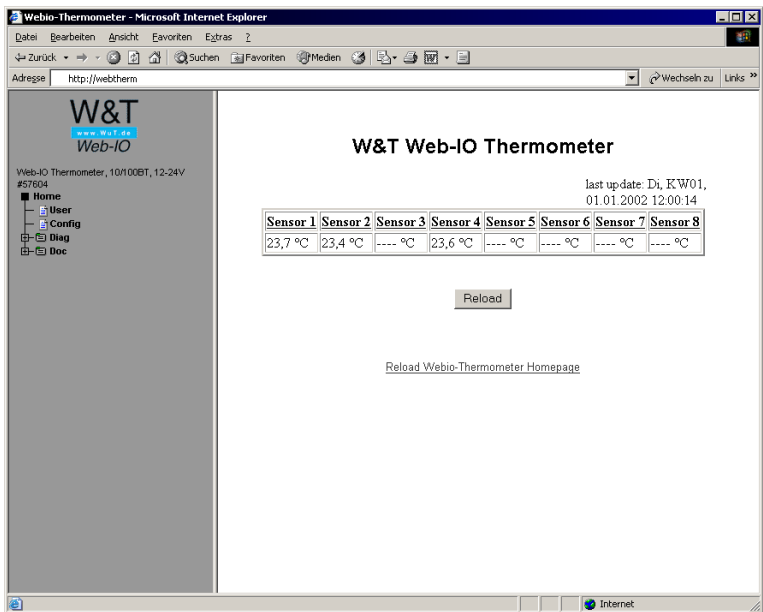 Webio-Thermometer - Microsoft Internet Explorer
Datei Bearbeiten Ansicht Favoriten Extras ?
Zurück Suchen Favoriten Medien
Adresse http://webtherm Wechseln zu Links »
W&T
www.WuT.de
Web-IO
Web-IO Thermometer, 10/100BT, 12-24V
#57604
Home
User
Config
Diag
Doc
W&T Web-IO Thermometer
last update: Di, KW01,
01.01.2002 12:00:14
Sensor 1 Sensor 2 Sensor 3 Sensor 4 Sensor 5 Sensor 6 Sensor 7 Sensor 8
23,7 °C 23,4 °C ---- °C 23,6 °C ---- °C ---- °C ---- °C ---- °C
Reload
Reload Webio-Thermometer Homepage
Internet